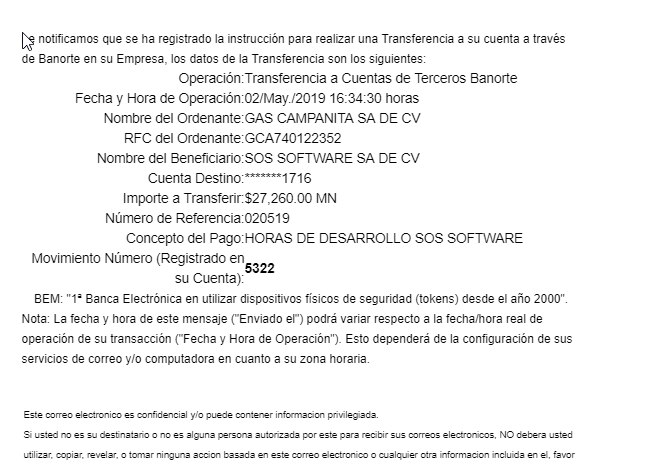 Le notificamos que se ha registrado la instrucción para realizar una Transferencia a su cuenta a través
de Banorte en su Empresa, los datos de la Transferencia son los siguientes:
Operación:Transferencia a Cuentas de Terceros Banorte
Fecha y Hora de Operación:02/May./2019 16:34:30 horas
Nombre del Ordenante:GAS CAMPANITA SA DE CV
RFC del Ordenante:GCA740122352
Nombre del Beneficiario:SOS SOFTWARE SA DE CV
Cuenta Destino:*******1716
Importe a Transferir:$27,260.00 MN
Número de Referencia:020519
Concepto del Pago:HORAS DE DESARROLLO SOS SOFTWARE
Movimiento Número (Registrado en
su Cuenta):5322
BEM: "1ª Banca Electrónica en utilizar dispositivos físicos de seguridad (tokens) desde el año 2000".
Nota: La fecha y hora de este mensaje ("Enviado el") podrá variar respecto a la fecha/hora real de
operación de su transacción ("Fecha y Hora de Operación"). Esto dependerá de la configuración de sus
servicios de correo y/o computadora en cuanto a su zona horaria.
Este correo electronico es confidencial y/o puede contener informacion privilegiada.
Si usted no es su destinatario o no es alguna persona autorizada por este para recibir sus correos electronicos, NO debera usted
utilizar, copiar, revelar, o tomar ninguna accion basada en este correo electronico o cualquier otra informacion incluida en el, favor